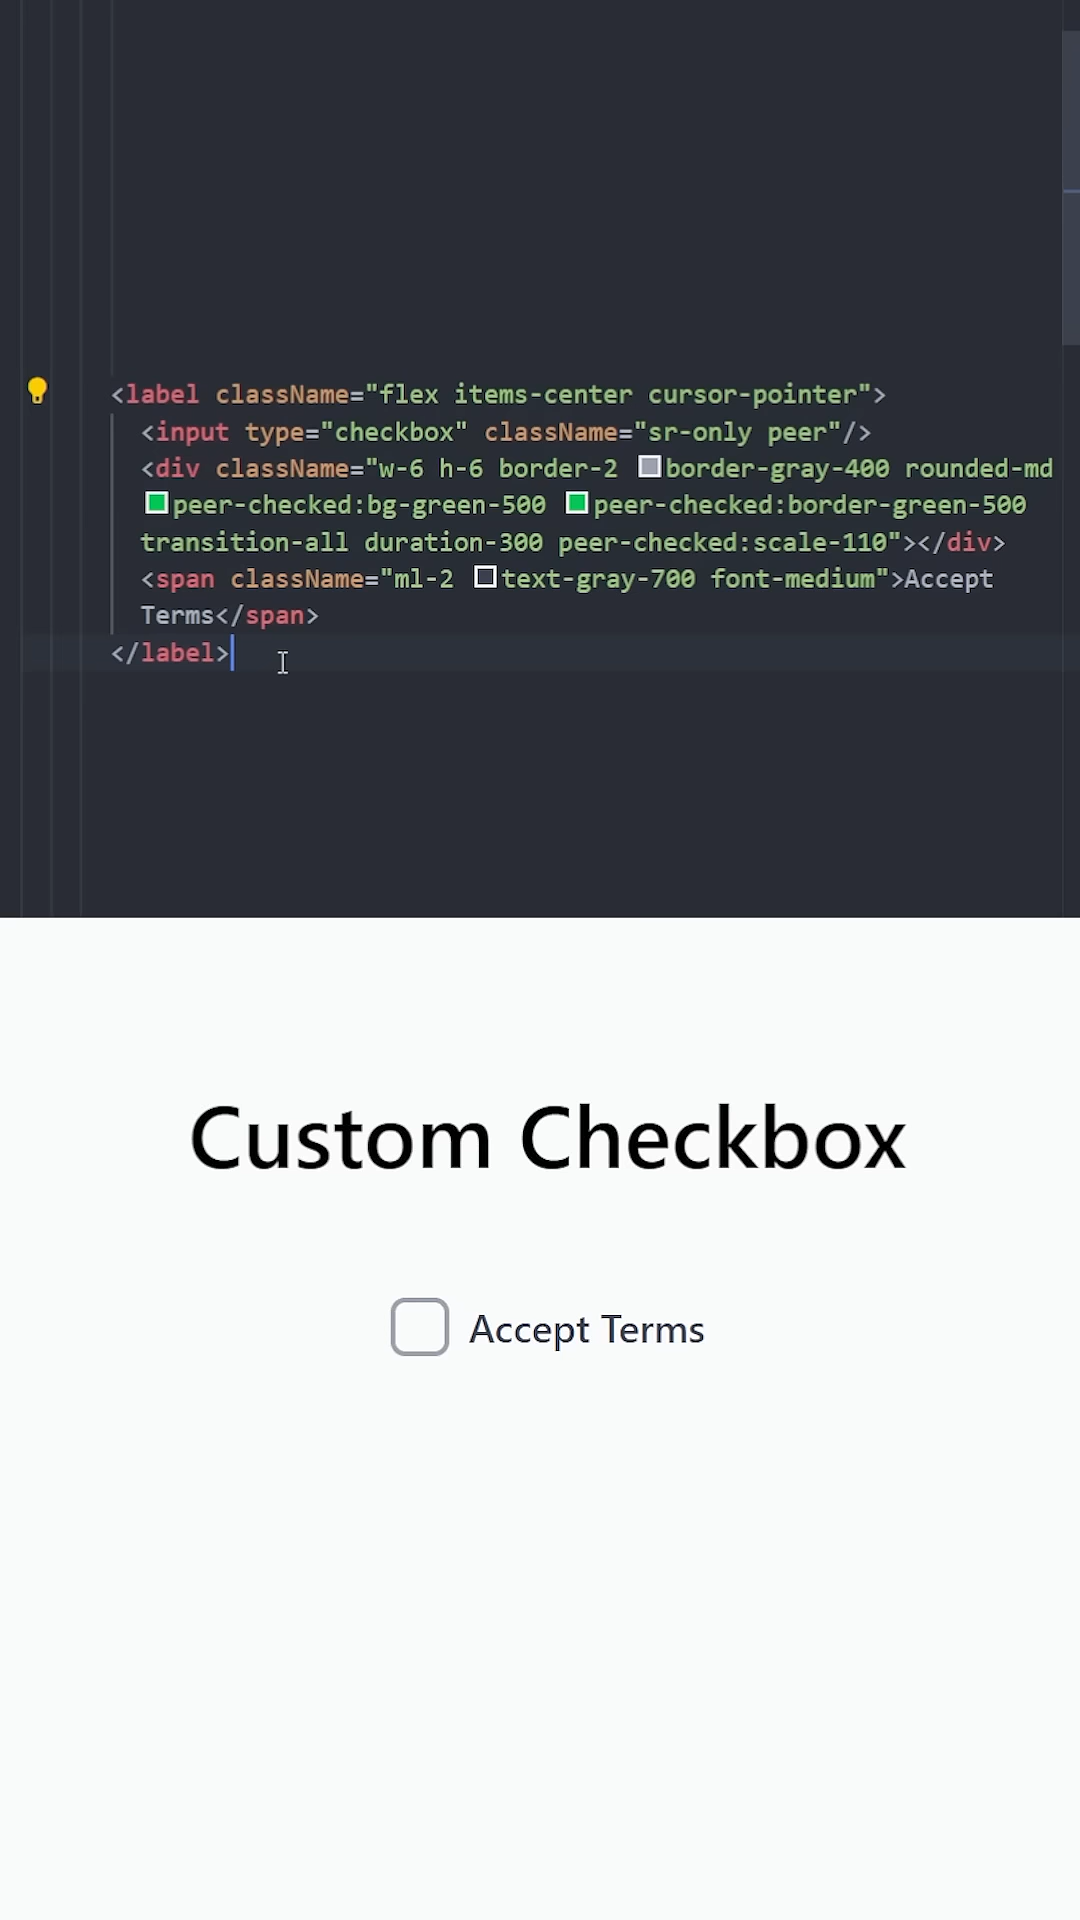 <label className="flex items-center cursor-pointer">
<input type="checkbox" className="sr-only peer"/>
<div className="w-6 h-6 border-2 border-gray-400 rounded-md
peer-checked:bg-green-500 peer-checked:border-green-500
transition-all duration-300 peer-checked:scale-110"></div>
<span className="ml-2 text-gray-700 font-medium">Accept
Terms</span>
</label>
Custom Checkbox
Accept Terms